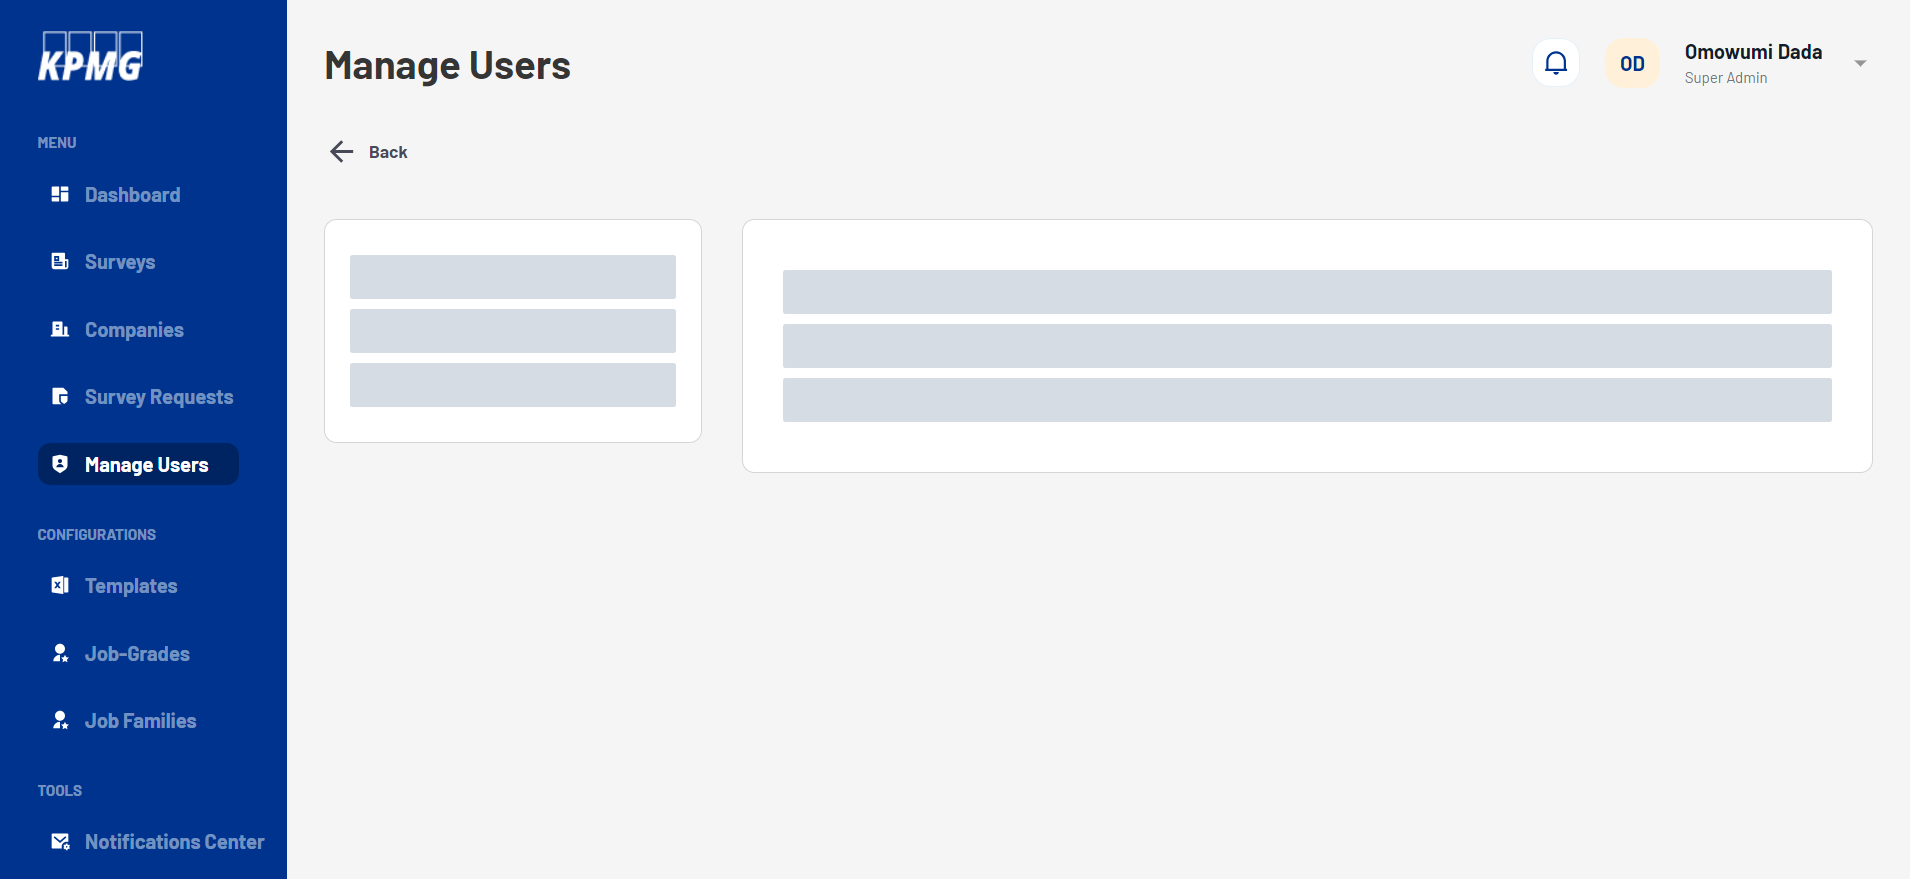 KPMG
MENU
Dashboard
Surveys
Companies
Survey Requests
Manage Users
CONFIGURATIONS
Templates
Job-Grades
Job Families
TOOLS
Notifications Center
Manage Users
OD
Omowumi Dada
Super Admin
Back